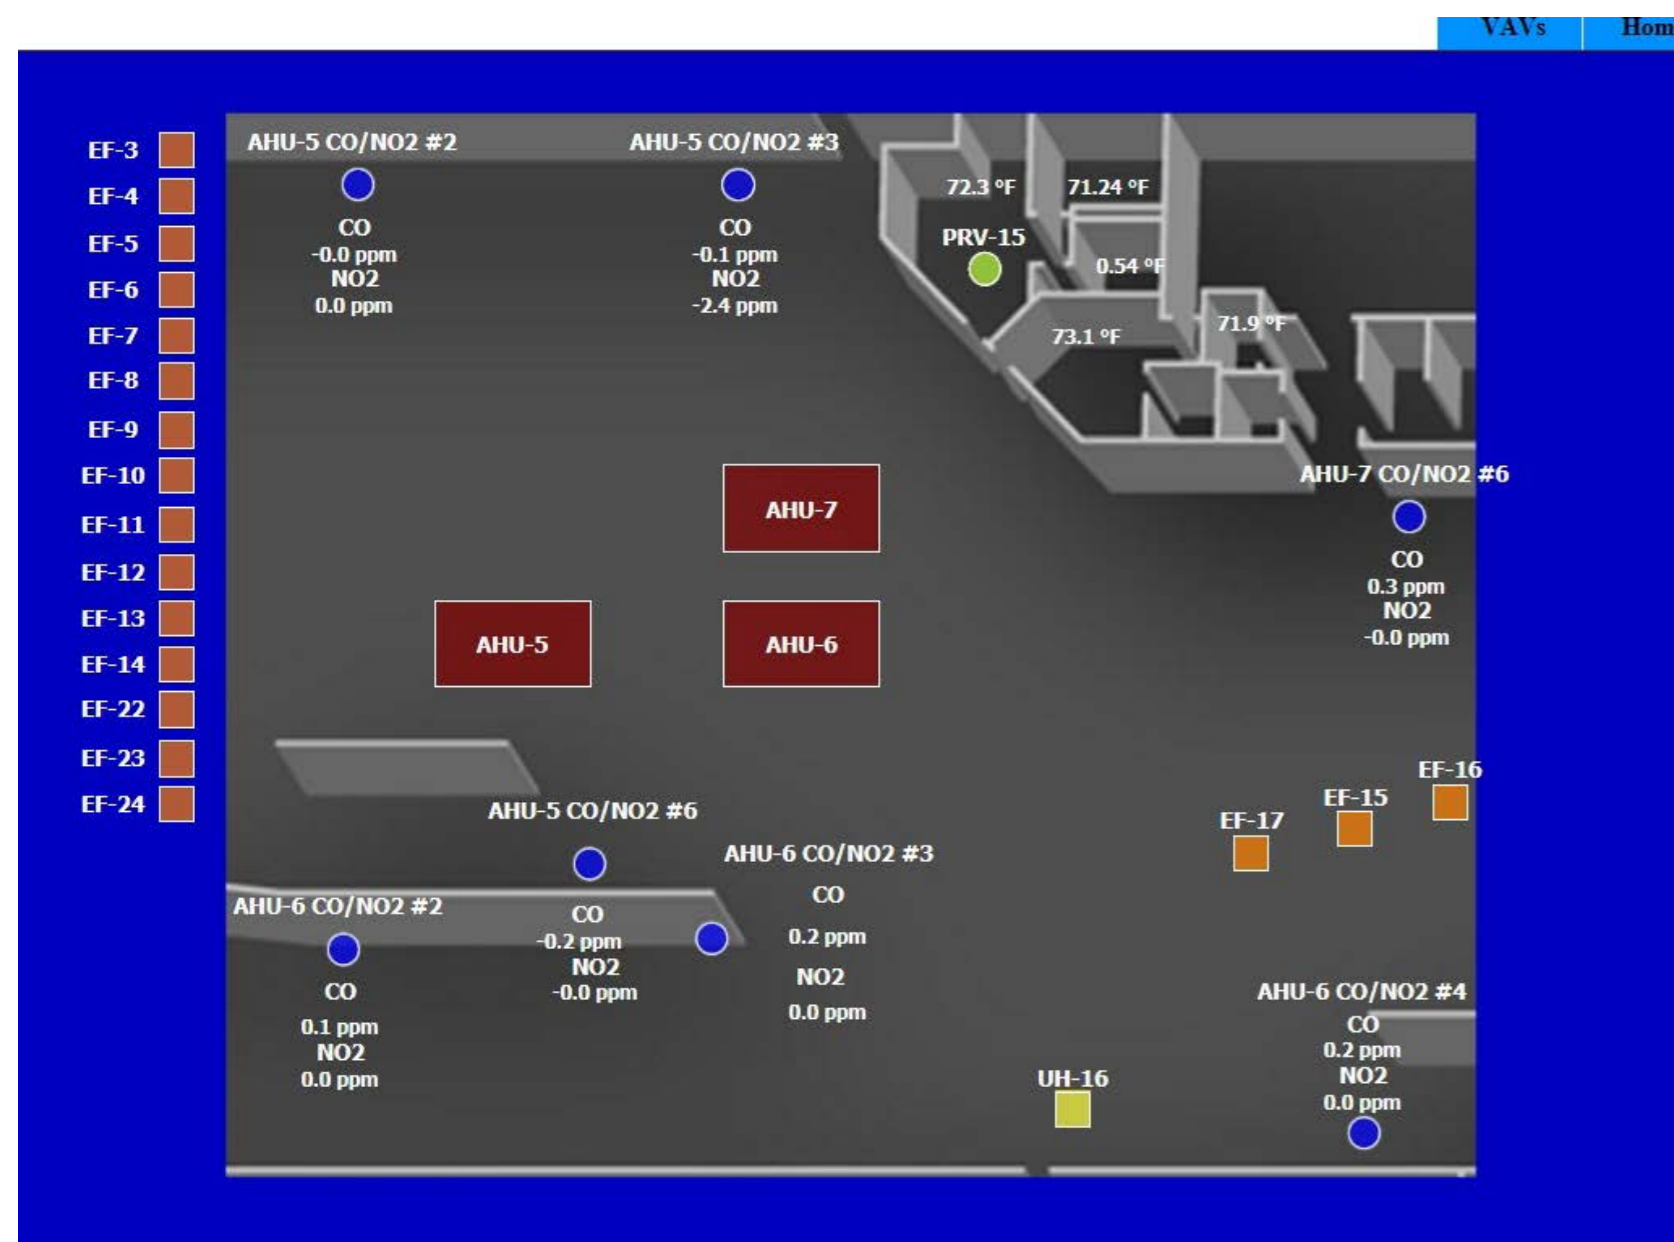 VAVs
Hom
EF-3
EF-4
EF-5
EF-6
EF-7
EF-8
EF-9
EF-10
EF-11
EF-12
EF-13
EF-14
EF-22
EF-23
EF-24
AHU-5 CO/NO2 #2
CO
-0.0 ppm
NO2
0.0 ppm
AHU-5 CO/NO2 #3
CO
-0.1 ppm
NO2
-2.4 ppm
72.3 °F
71.24 °F
PRV-15
0.54 °F
73.1 °F
71.9 °F
AHU-7 CO/NO2 #6
CO
0.3 ppm
NO2
-0.0 ppm
AHU-7
AHU-5
AHU-6
EF-16
EF-15
EF-17
AHU-5 CO/NO2 #6
CO
-0.2 ppm
NO2
-0.0 ppm
AHU-6 CO/NO2 #3
CO
0.2 ppm
NO2
0.0 ppm
AHU-6 CO/NO2 #2
CO
0.1 ppm
NO2
0.0 ppm
AHU-6 CO/NO2 #4
CO
0.2 ppm
NO2
0.0 ppm
UH-16